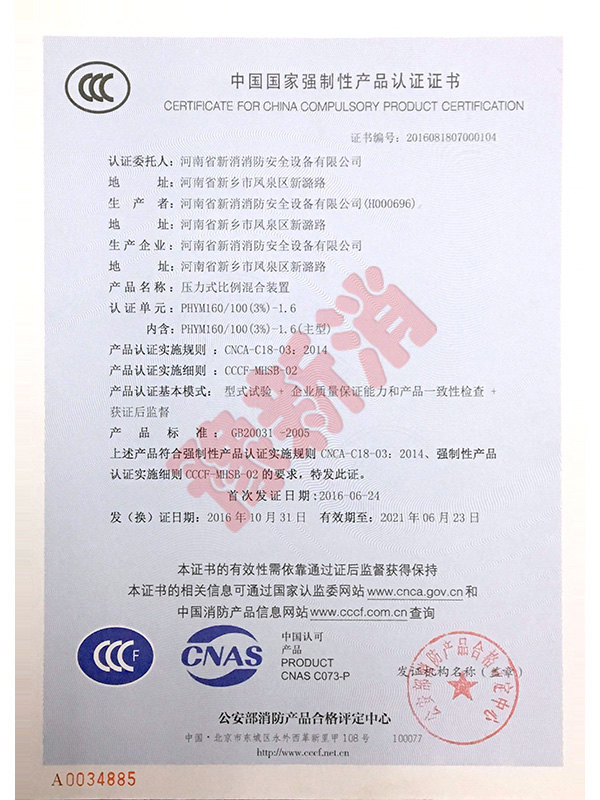 中国国家强制性产品认证证书
CERTIFICATE FOR CHINA COMPULSORY PRODUCT CERTIFICATION
证书编号：2016081807000104
认证委托人：河南省新消消防安全设备有限公司
地 址：河南省新乡市凤泉区新潞路
生 产 者：河南省新消消防安全设备有限公司(H000696)。
地 址：河南省新乡市凤泉区新潞路
生产企业：河南省新消消防安全设备有限公司
地 址：河南省新乡市凤泉区新潞路
产品名称：压力式比例混合装置
认证单元：PHYM160/100(3%)-1.6
内含：PHYM160/100(3%)-1.6(主型)
产品认证实施规则：CNCA-C18-03：2014
产品认证实施细则：CCCF-MHSB-02
产品认证基本模式： 型式试验 + 企业质量保证能力和产品一致性检查 +
获证后监督
产 品 标 准：GB20031 -2005
上述产品符合强制性产品认证实施规则 CNCA-C18-03：2014、强制性产品
认证实施细则 CCCF-MHSB-02 的要求，特发此证。
首次发证日期：2016-06-24
发（换）证日期：2016 年 10 月 31 日 有效期至：2021 年 06 月 23 日
豫新消
本证书的有效性需依靠通过证后监督获得保持
本证书的相关信息可通过国家认监委网站 www.cnca.gov.cn 和
中国消防产品信息网站 www.cccf.com.cn 查询
CCC F
CNAS
中国认可
产品
PRODUCT
CNAS C073-P
发证机构名称（盖章）
公安部消防产品合格评定中心
公安部消防产品合格评定中心
中国·北京市东城区永外西革新里甲 108 号 100077
http://www.cccf.net.cn
A0034885